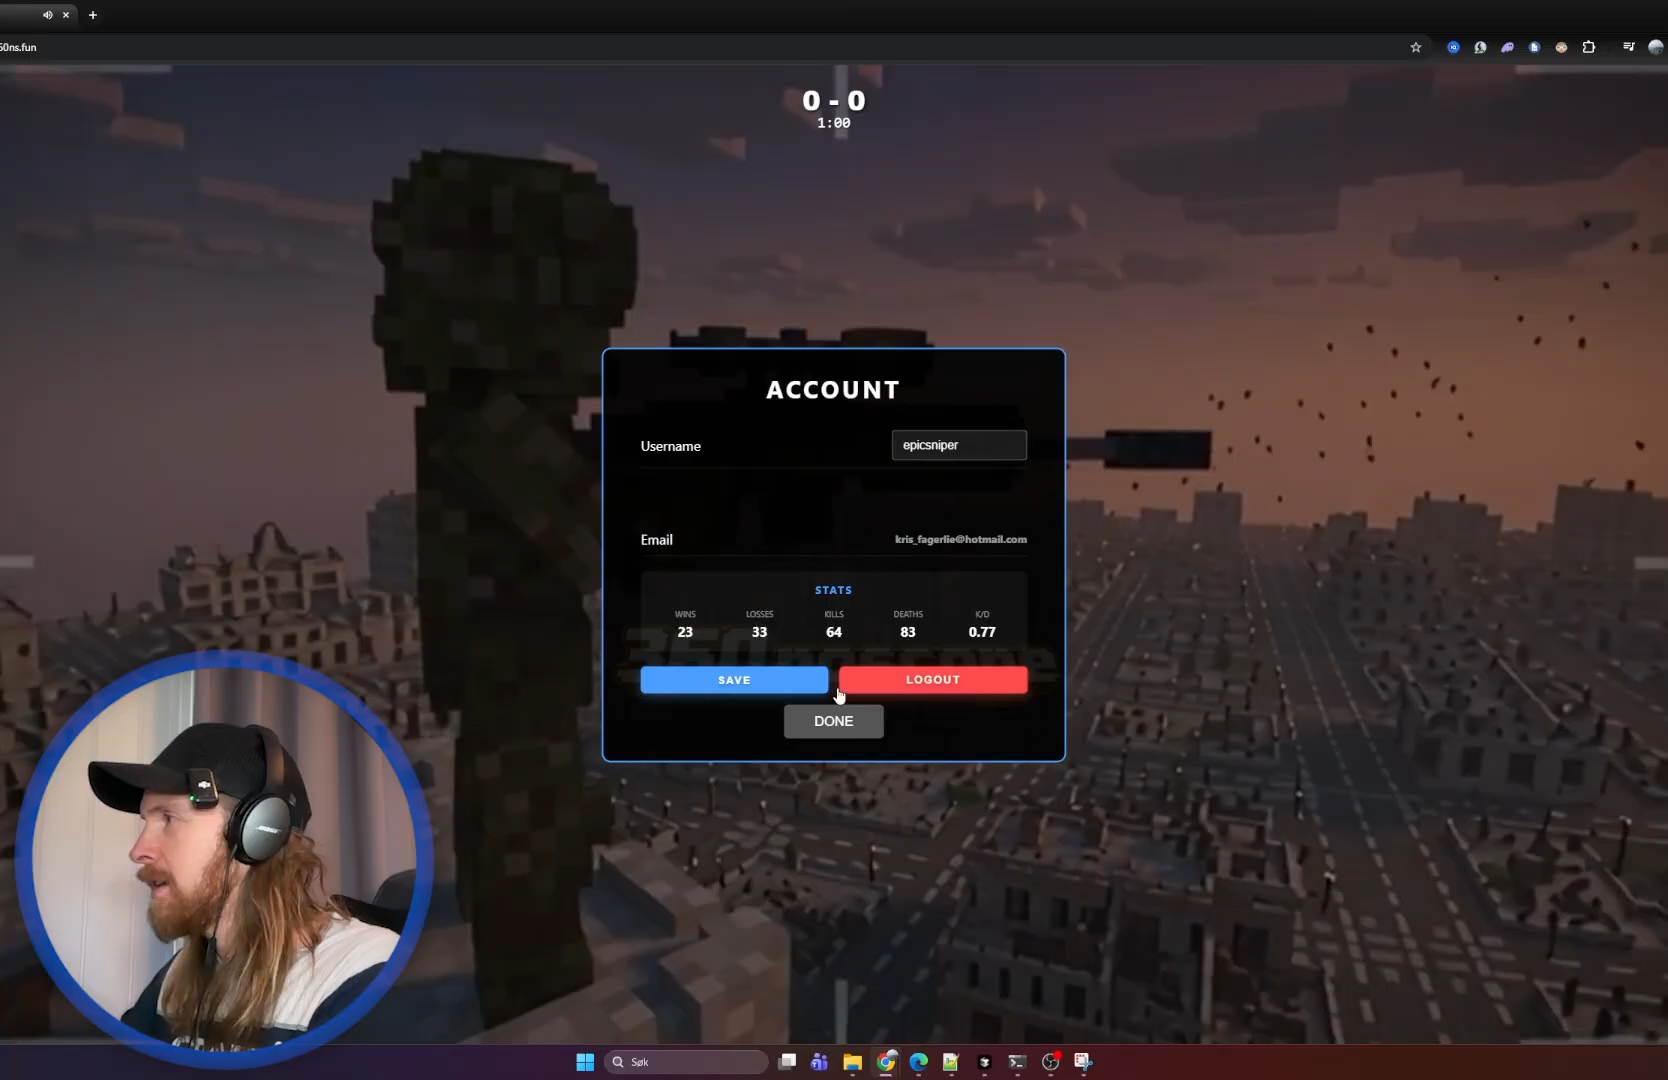 60ns.fun
0 - 0
1:00
ACCOUNT
Username
epicsniper
Email
kris_fagerlie@hotmail.com
STATS
WINS LOSSES KILLS DEATHS K/D
23 33 64 83 0.77
SAVE
LOGOUT
DONE
Søk